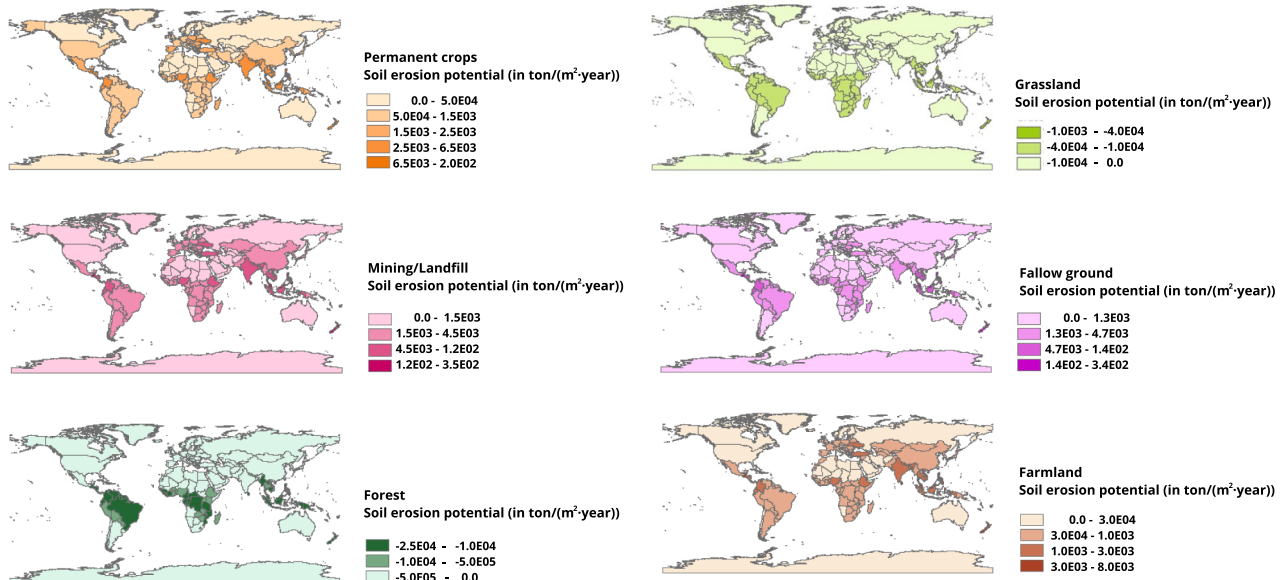 Permanent crops
Soil erosion potential (in ton/(m²·year))
0.0 - 5.0E04
5.0E04 - 1.5E03
1.5E03 - 2.5E03
2.5E03 - 6.5E03
6.5E03 - 2.0E02
Grassland
Soil erosion potential (in ton/(m²·year))
-1.0E03 - -4.0E04
-4.0E04 - -1.0E04
-1.0E04 - 0.0
Mining/Landfill
Soil erosion potential (in ton/(m²·year))
0.0 - 1.5E03
1.5E03 - 4.5E03
4.5E03 - 1.2E02
1.2E02 - 3.5E02
Fallow ground
Soil erosion potential (in ton/(m²·year))
0.0 - 1.3E03
1.3E03 - 4.7E03
4.7E03 - 1.4E02
1.4E02 - 3.4E02
Forest
Soil erosion potential (in ton/(m²·year))
-2.5E04 - -1.0E04
-1.0E04 - -5.0E05
-5.0E05 - 0.0
Farmland
Soil erosion potential (in ton/(m²·year))
0.0 - 3.0E04
3.0E04 - 1.0E03
1.0E03 - 3.0E03
3.0E03 - 8.0E03